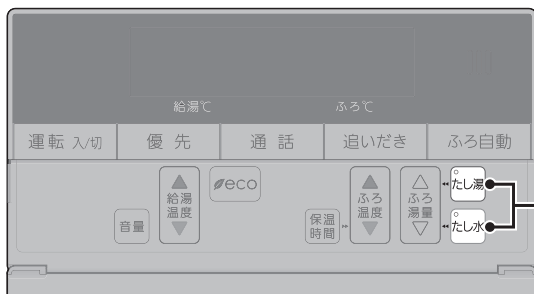 給湯℃ ふろ℃
運転 入/切 優先 通話 追いだき ふろ自動
音量
給湯
温度
eco
保温
時間
ふろ
温度
ふろ
湯量
たし湯
たし水